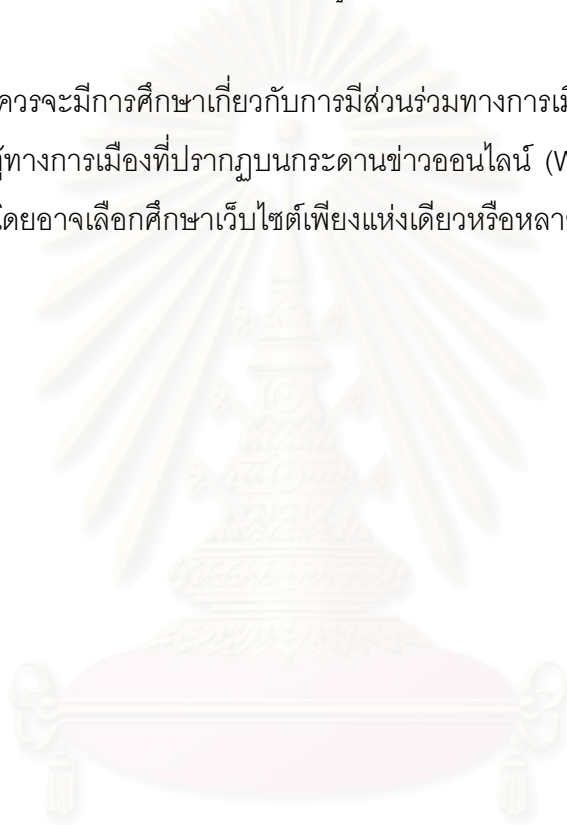 ควรจะมีการศึกษาเกี่ยวกับการมีส่วนร่วมทางการเมือง
ทางการเมืองที่ปรากฏบนกระดานข่าวออนไลน์ (W
โดยอาจเลือกศึกษาเว็บไซต์เพียงแห่งเดียวหรือหลาย